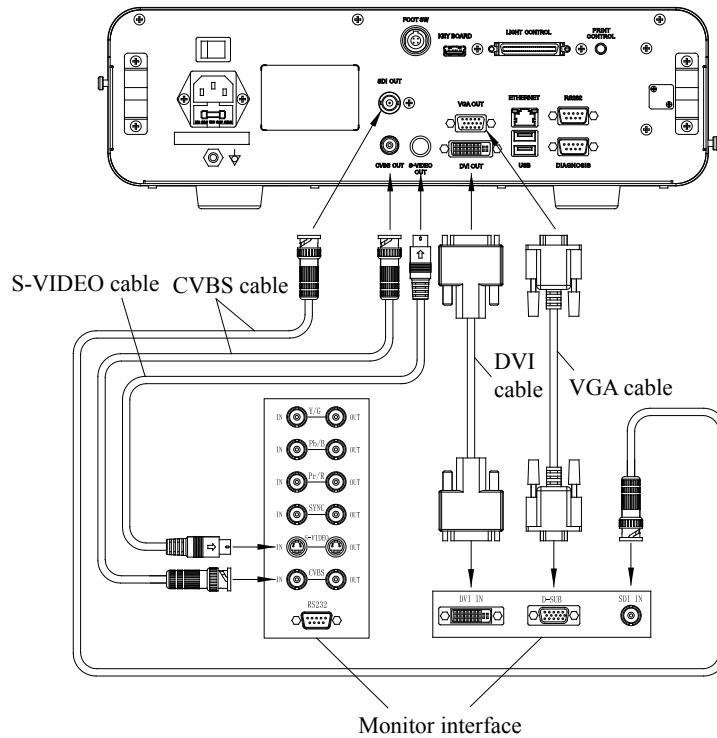 FOOT SW
KEY BOARD
LIGHT CONTROL
PRINT
CONTROL
SDI OUT
VGA OUT
ETHERNET
RS232
CVBS OUT
S-VIDEO
OUT
DVI OUT
USB
DIAGNOSIS
S-VIDEO cable
CVBS cable
DVI
cable
VGA cable
IN Y/G OUT
IN Pb/B OUT
IN Pr/R OUT
IN SYNC OUT
S-VIDEO
IN OUT
IN CVBS OUT
RS232
DVI IN
D-SUB
SDI IN
Monitor interface